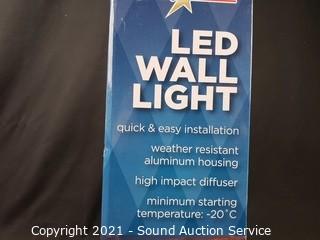 LED
WALL
LIGHT
quick & easy installation
weather resistant
aluminum housing
high impact diffuser
minimum starting
temperature: -20°C
Copyright 2021 - Sound Auction Service